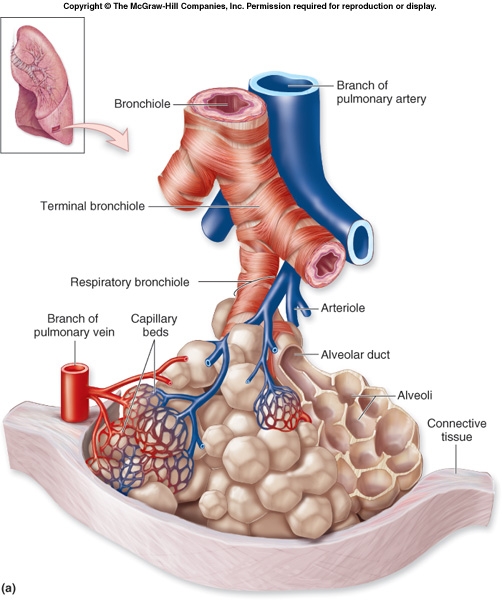 Copyright © The McGraw-Hill Companies, Inc. Permission required for reproduction or display.
Bronchiole
Branch of
pulmonary artery
Terminal bronchiole
Respiratory bronchiole
Arteriole
Branch of
pulmonary vein
Capillary
beds
Alveolar duct
Alveoli
Connective
tissue
(a)